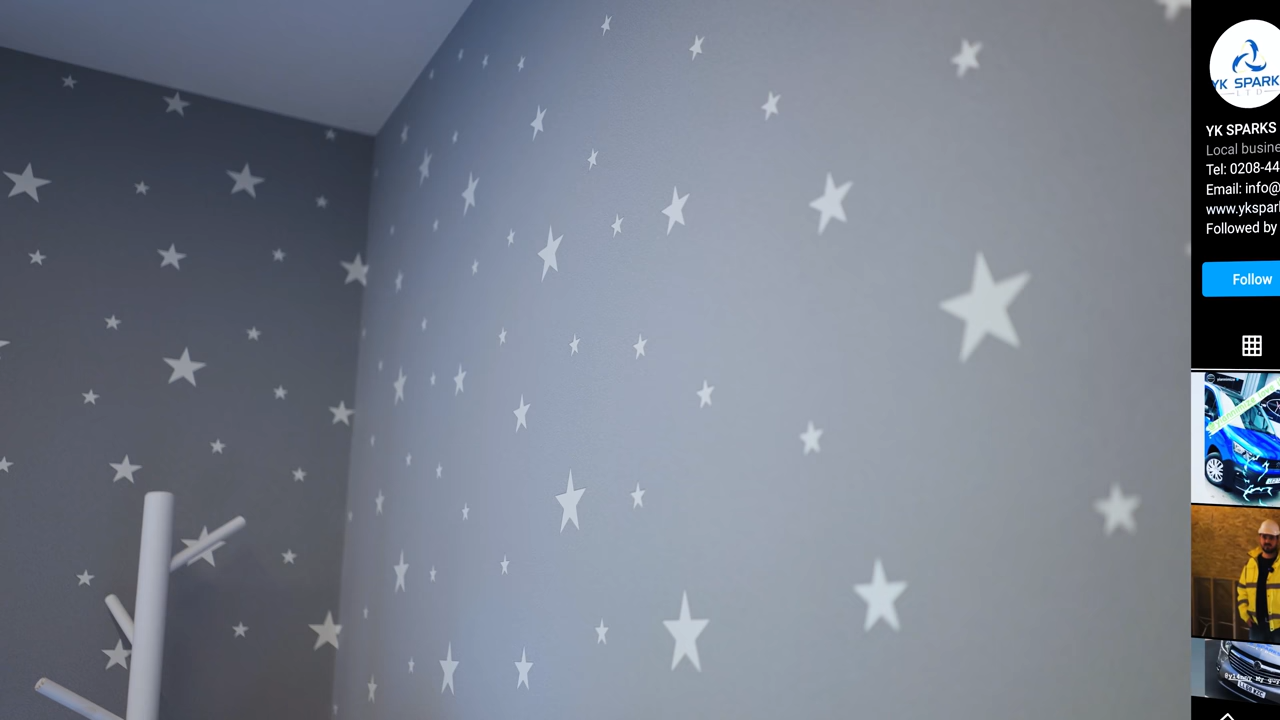 YK SPARK
LTD
YK SPARKS
Local busine
Tel: 0208-44
Email: info@
www.ykspar
Followed by
Follow